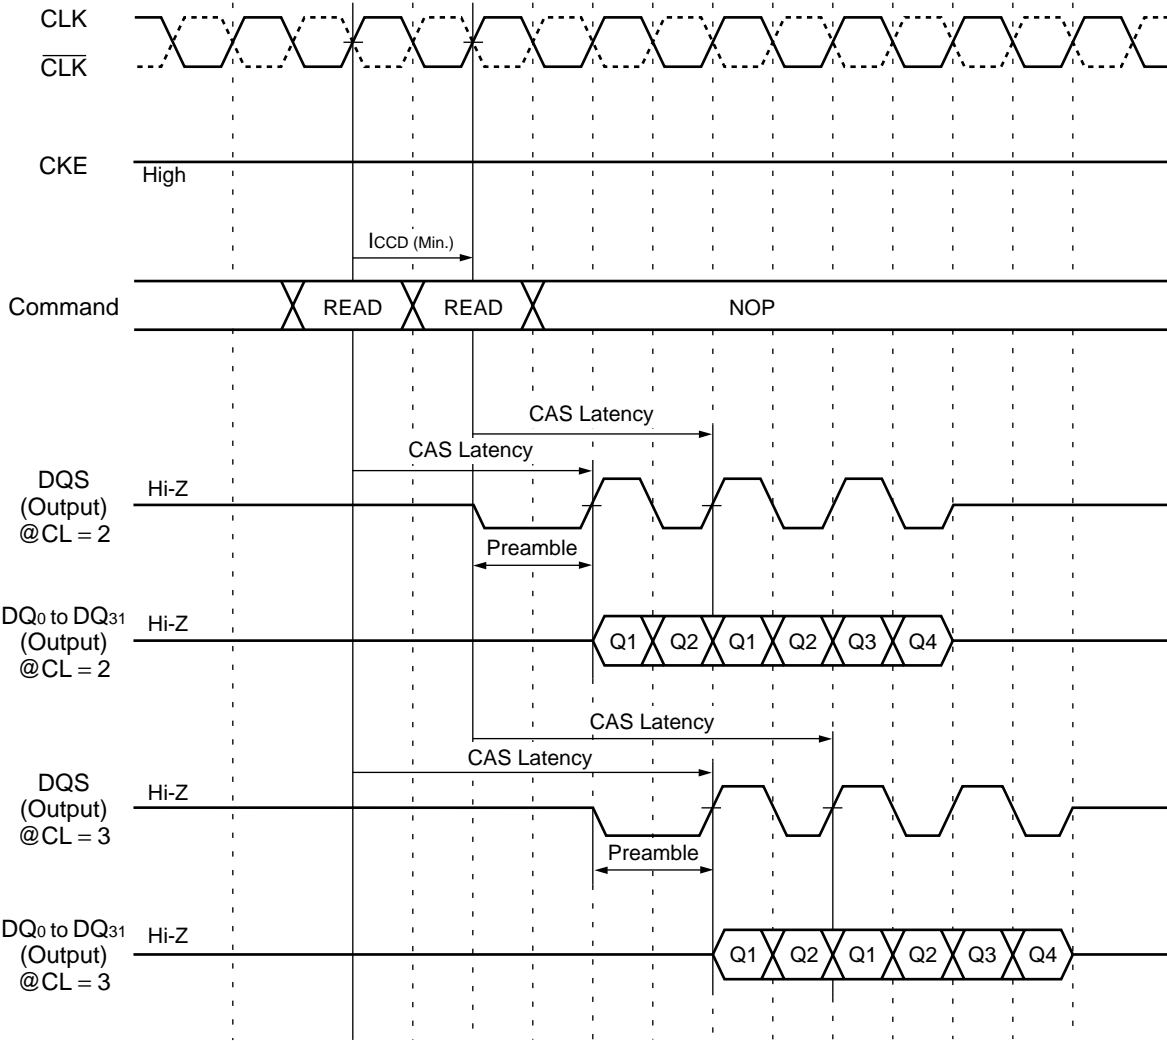 CLK
CLK
CKE
High
ICCD (Min.)
Command
READ
READ
NOP
CAS Latency
CAS Latency
DQS
(Output)
@CL = 2
Hi-Z
Preamble
DQ0 to DQ31
(Output)
@CL = 2
Hi-Z
Q1
Q2
Q1
Q2
Q3
Q4
CAS Latency
CAS Latency
DQS
(Output)
@CL = 3
Hi-Z
Preamble
DQ0 to DQ31
(Output)
@CL = 3
Hi-Z
Q1
Q2
Q1
Q2
Q3
Q4